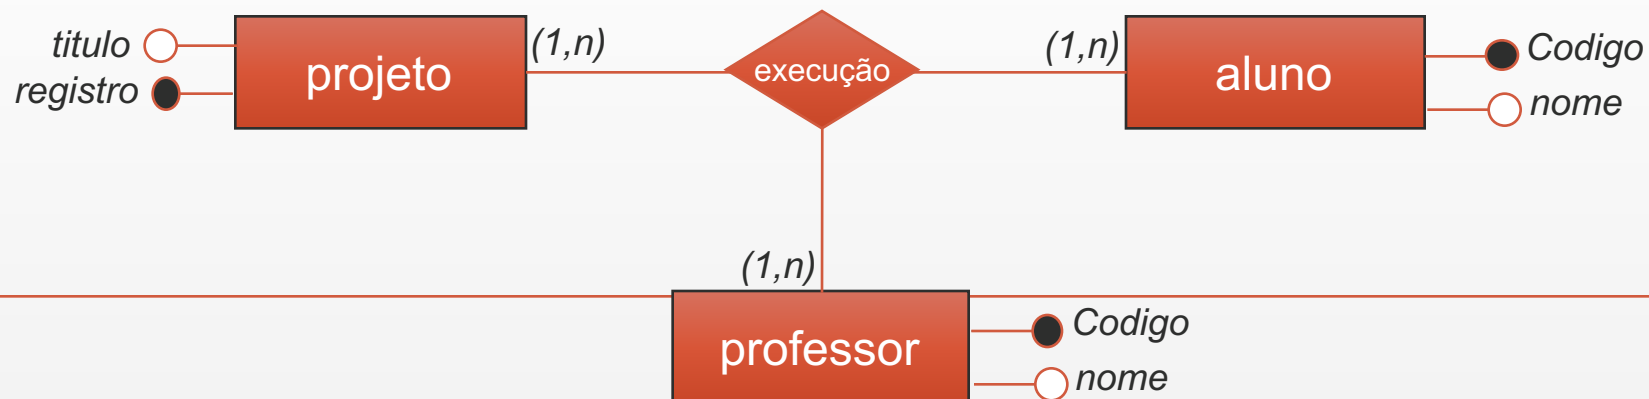 titulo
registro
projeto
(1,n)
execução
(1,n)
aluno
Codigo
nome
(1,n)
professor
Codigo
nome